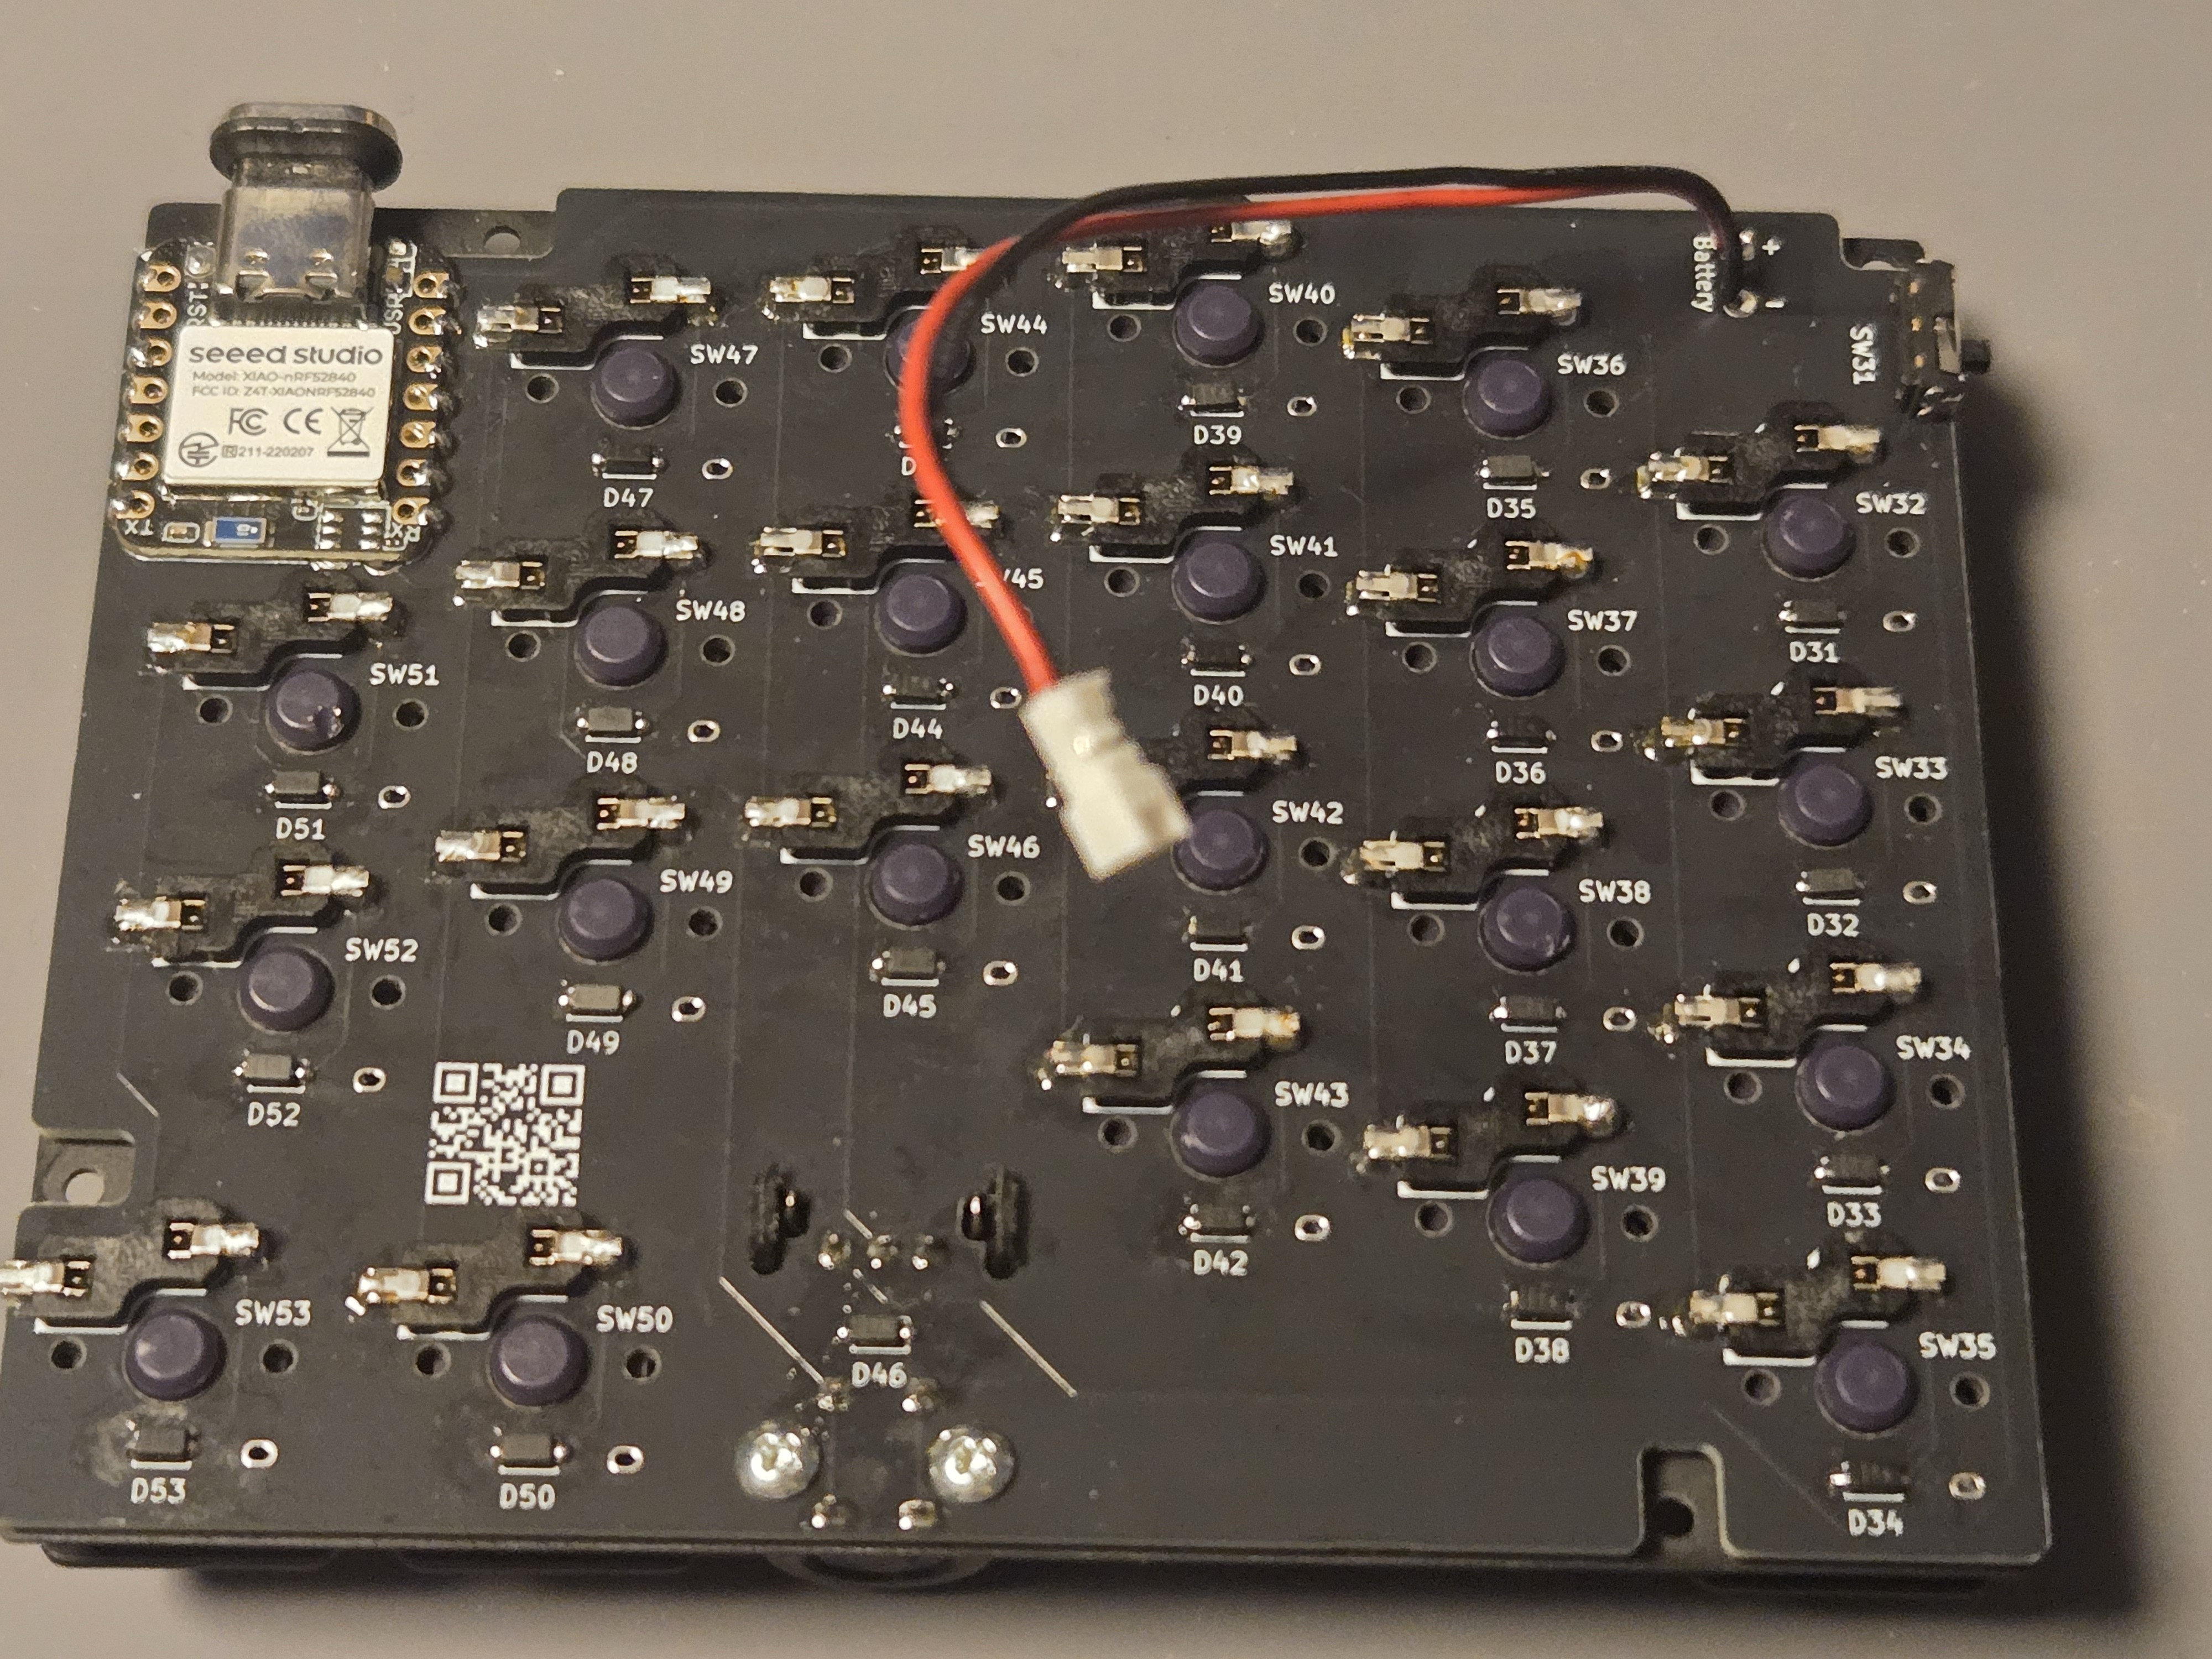 RST
USR
seeed studio
Model: XIAO-nRF52840
FCC ID: Z4T-XIAONRF52840
FC CE
R 211-220207
TX
RX
Battery
+
-
SW31
SW47
SW44
SW40
SW36
D47
D39
D35
SW32
SW48
SW41
SW37
D31
SW51
D48
D44
D40
D36
SW33
D51
SW49
SW46
SW42
SW38
D32
SW52
D49
D45
D41
D37
SW34
D52
SW43
SW39
D33
SW53
SW50
D46
D42
D38
SW35
D53
D50
D34